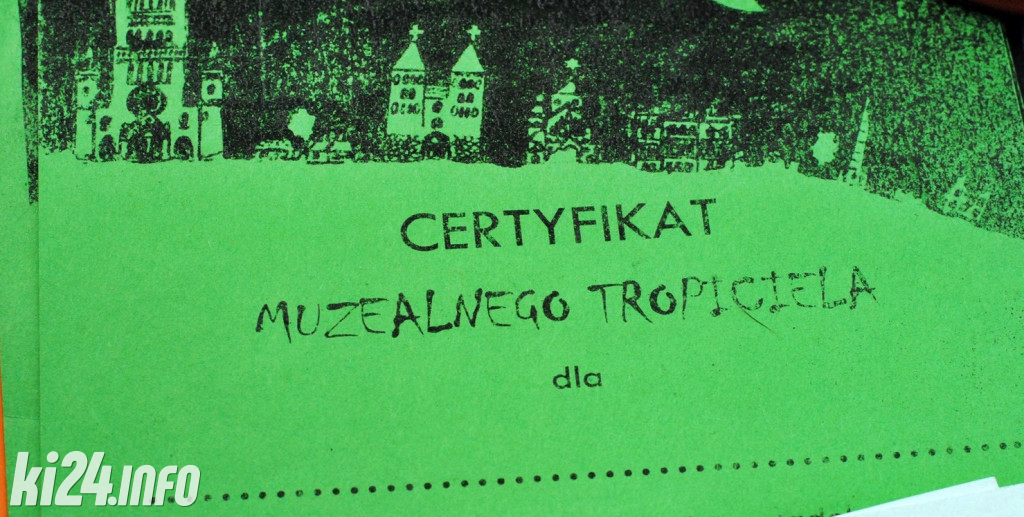 CERTYFIKAT
MUZEALNEGO TROPICIELA
dla
ki24.info